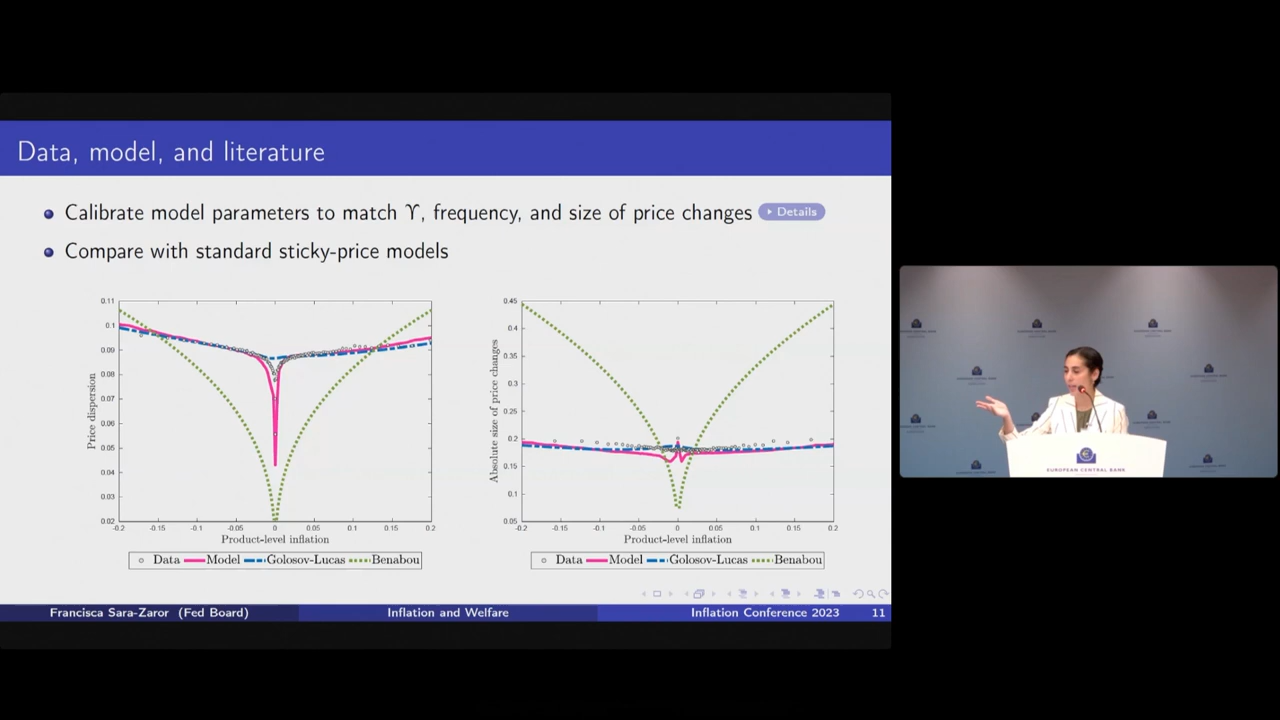 Data, model, and literature
Calibrate model parameters to match ϒ, frequency, and size of price changes Details
Compare with standard sticky-price models
0.11
0.1
0.09
0.08
0.07
0.06
0.05
0.04
0.03
0.02
Price dispersion
-0.2 -0.15 -0.1 -0.05 0 0.05 0.1 0.15 0.2
Product-level inflation
Data Model Golosov-Lucas Benabou
0.45
0.4
0.35
0.3
0.25
0.2
0.15
0.1
0.05
Absolute size of price changes
-0.2 -0.15 -0.1 -0.05 0 0.05 0.1 0.15 0.2
Product-level inflation
Data Model Golosov-Lucas Benabou
Francisca Sara-Zaror (Fed Board) Inflation and Welfare Inflation Conference 2023 11
EUROPEAN CENTRAL BANK